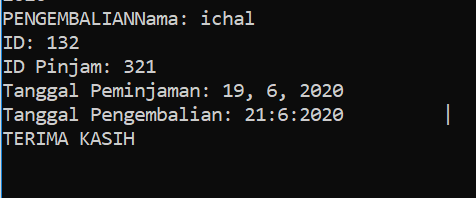 PENGEMBALIANNama: ichal
ID: 132
ID Pinjam: 321
Tanggal Peminjaman: 19, 6, 2020
Tanggal Pengembalian: 21:6:2020 |
TERIMA KASIH